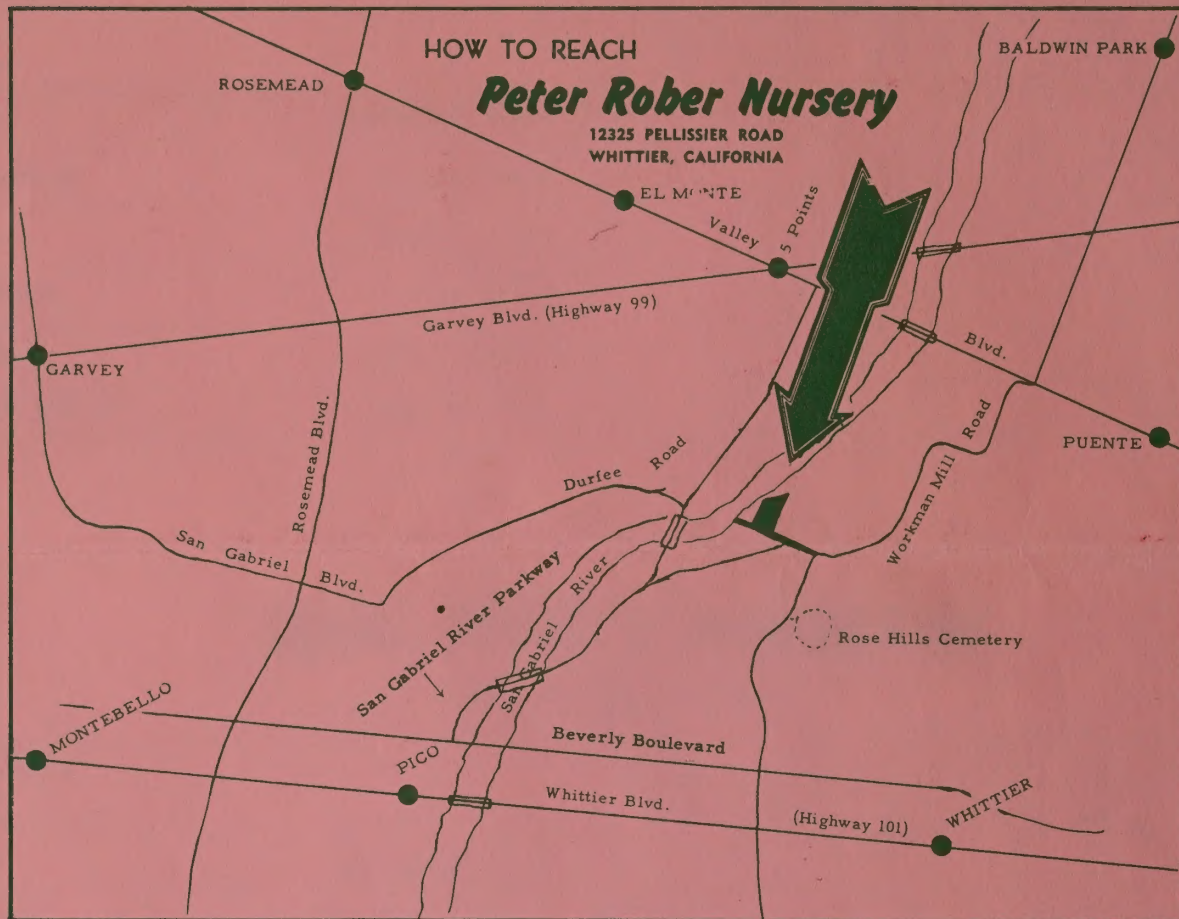 HOW TO REACH
Peter Rober Nursery
12325 PELLISSIER ROAD
WHITTIER, CALIFORNIA
BALDWIN PARK
ROSEMEAD
EL MONTE
Valley
5 Points
Garvey Blvd. (Highway 99)
Blvd.
GARVEY
Rosemead Blvd.
PUENTE
Durfee Road
Workman Mill Road
San Gabriel Blvd.
San Gabriel River Parkway
San Gabriel River
Rose Hills Cemetery
MONTEBELLO
PICO
Beverly Boulevard
Whittier Blvd.
(Highway 101)
WHITTIER